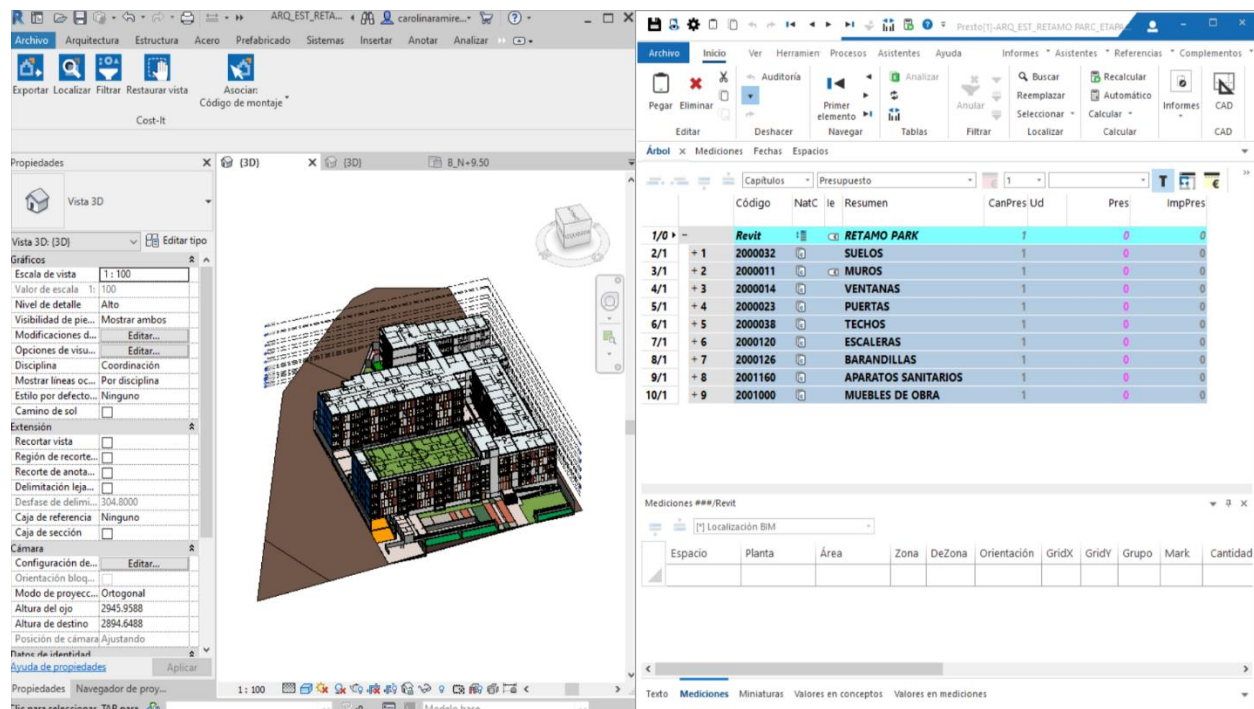 ARQ_EST_RETA... carolinaramire...
Archivo Arquitectura Estructura Acero Prefabricado Sistemas Insertar Anotar Analizar
Exportar Localizar Filtrar Restaurar vista Asociar: Código de montaje
Cost-It
Propiedades {3D} {3D} B_N+9.50
Vista 3D
Vista 3D: {3D} Editar tipo
Gráficos
Escala de vista 1 : 100
Valor de escala 1: 100
Nivel de detalle Alto
Visibilidad de pie... Mostrar ambos
Modificaciones d... Editar...
Opciones de visu... Editar...
Disciplina Coordinación
Mostrar líneas oc... Por disciplina
Estilo por defecto... Ninguno
Camino de sol
Extensión
Recortar vista
Región de recorte...
Recorte de anota...
Delimitación leja...
Desfase de delimi... 304.8000
Caja de referencia Ninguno
Caja de sección
Cámara
Configuración de... Editar...
Orientación bloq...
Modo de proyecc... Ortogonal
Altura del ojo 2945.9588
Altura de destino 2894.6488
Posición de cámara Ajustando
Datos de identidad
Ayuda de propiedades Aplicar
Propiedades Navegador de proy...
1 : 100
Clic para seleccionar, TAB para Modelo base
Presto(1)-ARQ_EST_RETAMO PARC_ETAPA
Archivo Inicio Ver Herramien Procesos Asistentes Ayuda Informes Asistentes Referencias Complementos
Auditoría Analizar Buscar Recalcular
Reemplazar Automático
Pegar Eliminar Primer elemento Anular Seleccionar Calcular Informes CAD
Editar Deshacer Navegar Tablas Filtrar Localizar Calcular CAD
Árbol Mediciones Fechas Espacios
Capítulos Presupuesto 1 T €
Código NatC Ie Resumen CanPres Ud Pres ImpPres
1/0 − Revit RETAMO PARK 1 0 0
2/1 + 1 2000032 SUELOS 1 0 0
3/1 + 2 2000011 MUROS 1 0 0
4/1 + 3 2000014 VENTANAS 1 0 0
5/1 + 4 2000023 PUERTAS 1 0 0
6/1 + 5 2000038 TECHOS 1 0 0
7/1 + 6 2000120 ESCALERAS 1 0 0
8/1 + 7 2000126 BARANDILLAS 1 0 0
9/1 + 8 2001160 APARATOS SANITARIOS 1 0 0
10/1 + 9 2001000 MUEBLES DE OBRA 1 0 0
Mediciones ###/Revit
[*] Localización BIM
Espacio Planta Área Zona DeZona Orientación GridX GridY Grupo Mark Cantidad
Texto Mediciones Miniaturas Valores en conceptos Valores en mediciones